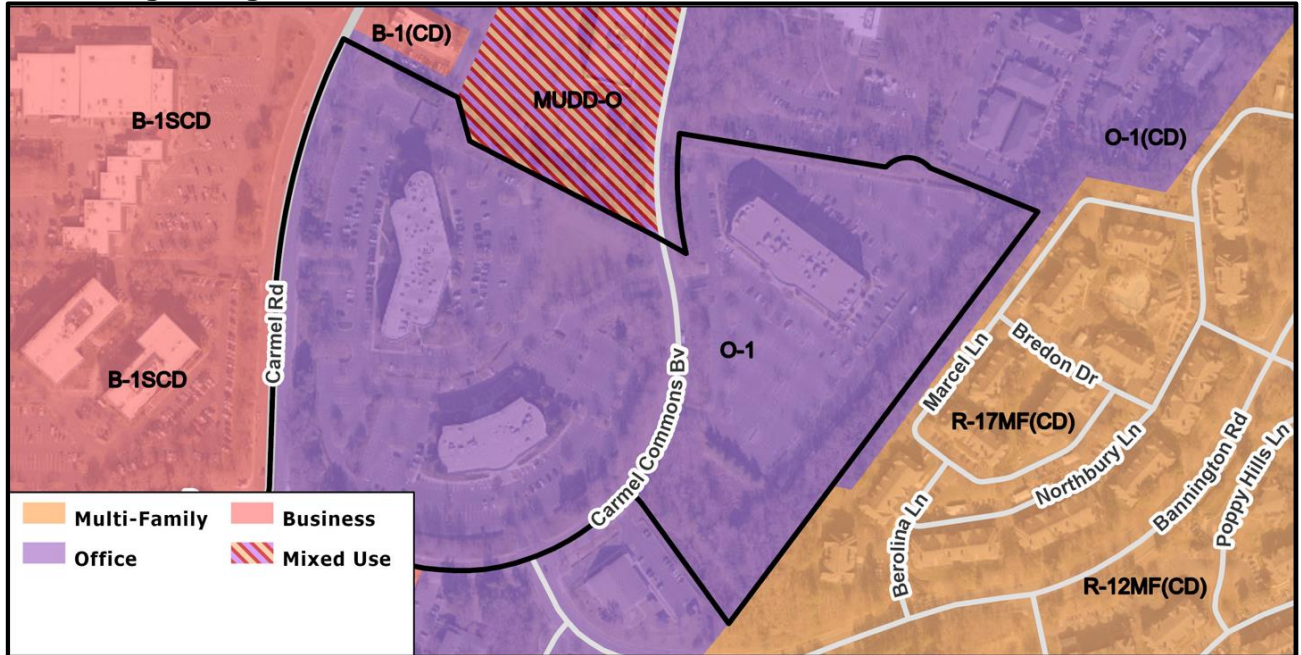 B-1(CD)
MUDD-O
B-1SCD
O-1(CD)
Carmel Rd
O-1
B-1SCD
Carmel Commons Bv
Marcel Ln
Bredon Dr
R-17MF(CD)
Northbury Ln
Bannington Rd
Poppy Hills Ln
Berolina Ln
R-12MF(CD)
Multi-Family
Business
Office
Mixed Use